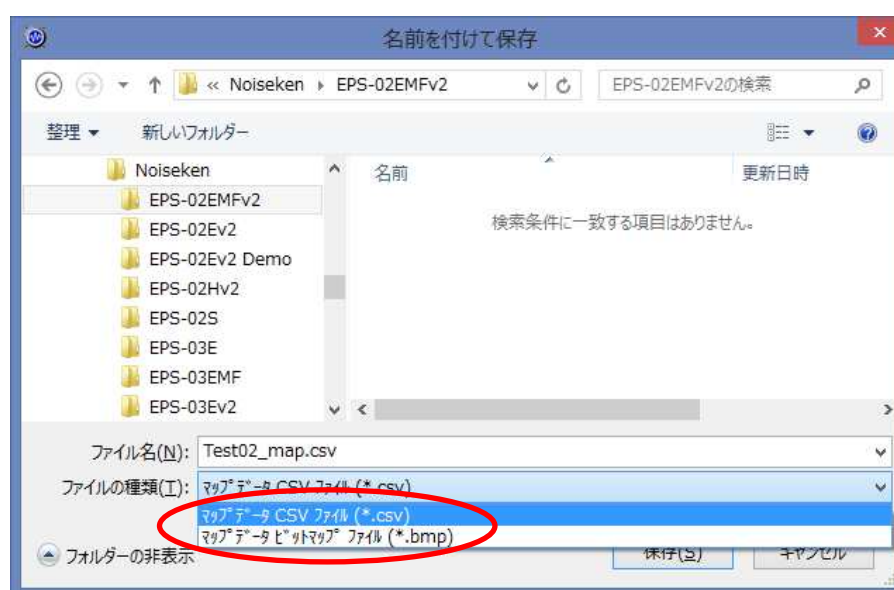 名前を付けて保存
« Noiseken EPS-02EMFv2 EPS-02EMFv2の検索
整理 新しいフォルダー
Noiseken 名前 更新日時
EPS-02EMFv2
検索条件に一致する項目はありません。
EPS-02Ev2
EPS-02Ev2 Demo
EPS-02Hv2
EPS-02S
EPS-03E
EPS-03EMF
EPS-03Ev2
ファイル名(N): Test02_map.csv
ファイルの種類(T): ﾏｯﾌﾟﾃﾞｰﾀ CSV ﾌｧｲﾙ (*.csv)
ﾏｯﾌﾟﾃﾞｰﾀ CSV ﾌｧｲﾙ (*.csv)
ﾏｯﾌﾟﾃﾞｰﾀ ﾋﾞｯﾄﾏｯﾌﾟ ﾌｧｲﾙ (*.bmp)
フォルダーの非表示 保存(S) キャンセル